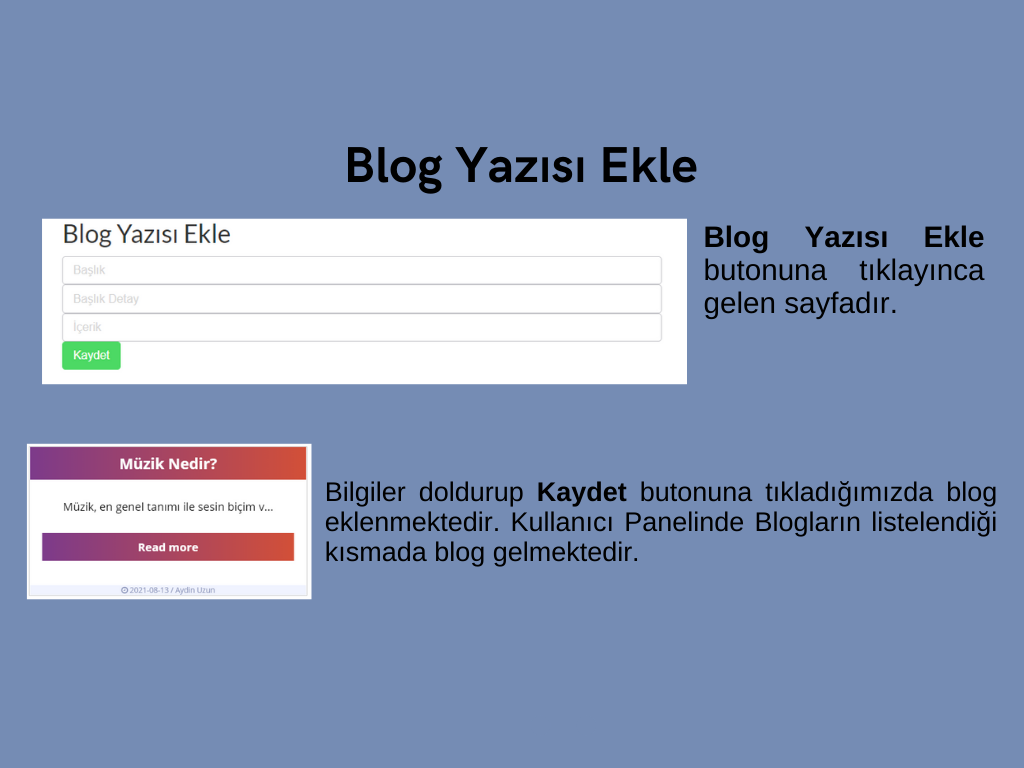 Blog Yazısı Ekle
Blog Yazısı Ekle
Başlık
Başlık Detay
İçerik
Kaydet
Blog Yazısı Ekle
butonuna tıklayınca
gelen sayfadır.
Müzik Nedir?
Müzik, en genel tanımı ile sesin biçim v...
Read more
2021-08-13 / Aydin Uzun
Bilgiler doldurup Kaydet butonuna tıkladığımızda blog
eklenmektedir. Kullanıcı Panelinde Blogların listelendiği
kısmada blog gelmektedir.